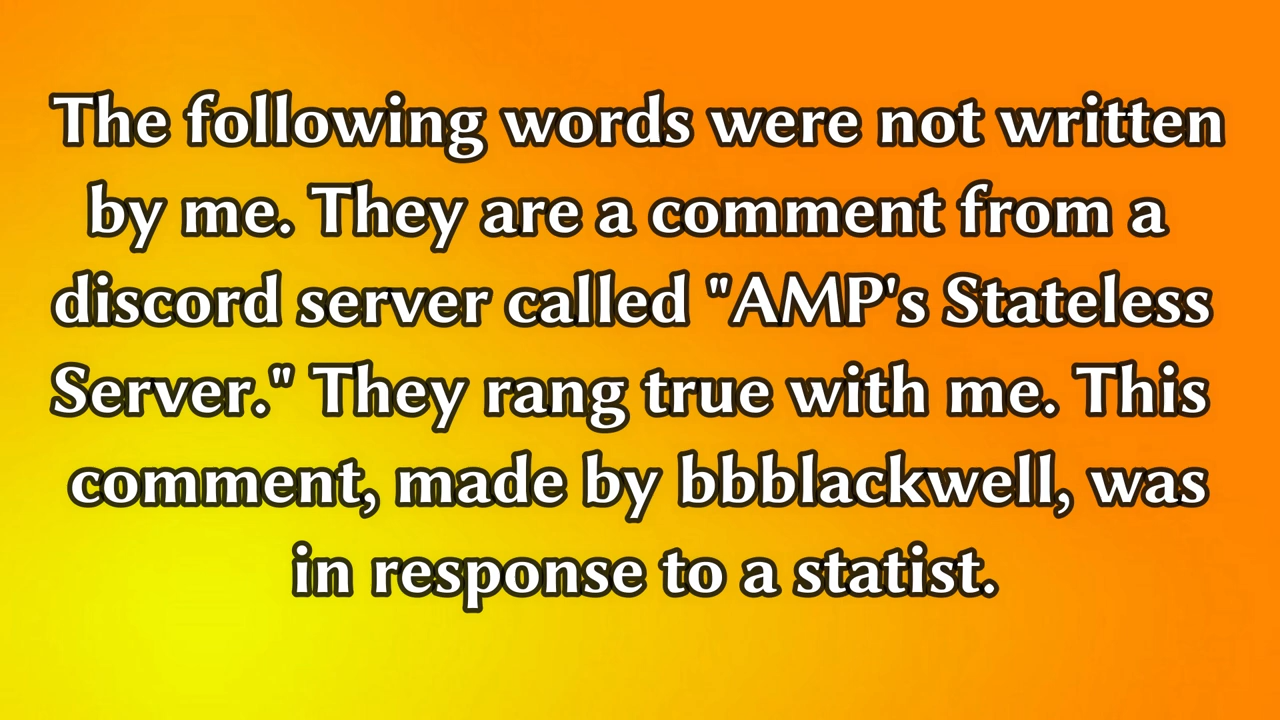 The following words were not written
by me. They are a comment from a
discord server called "AMP's Stateless
Server." They rang true with me. This
comment, made by bbblackwell, was
in response to a statist.